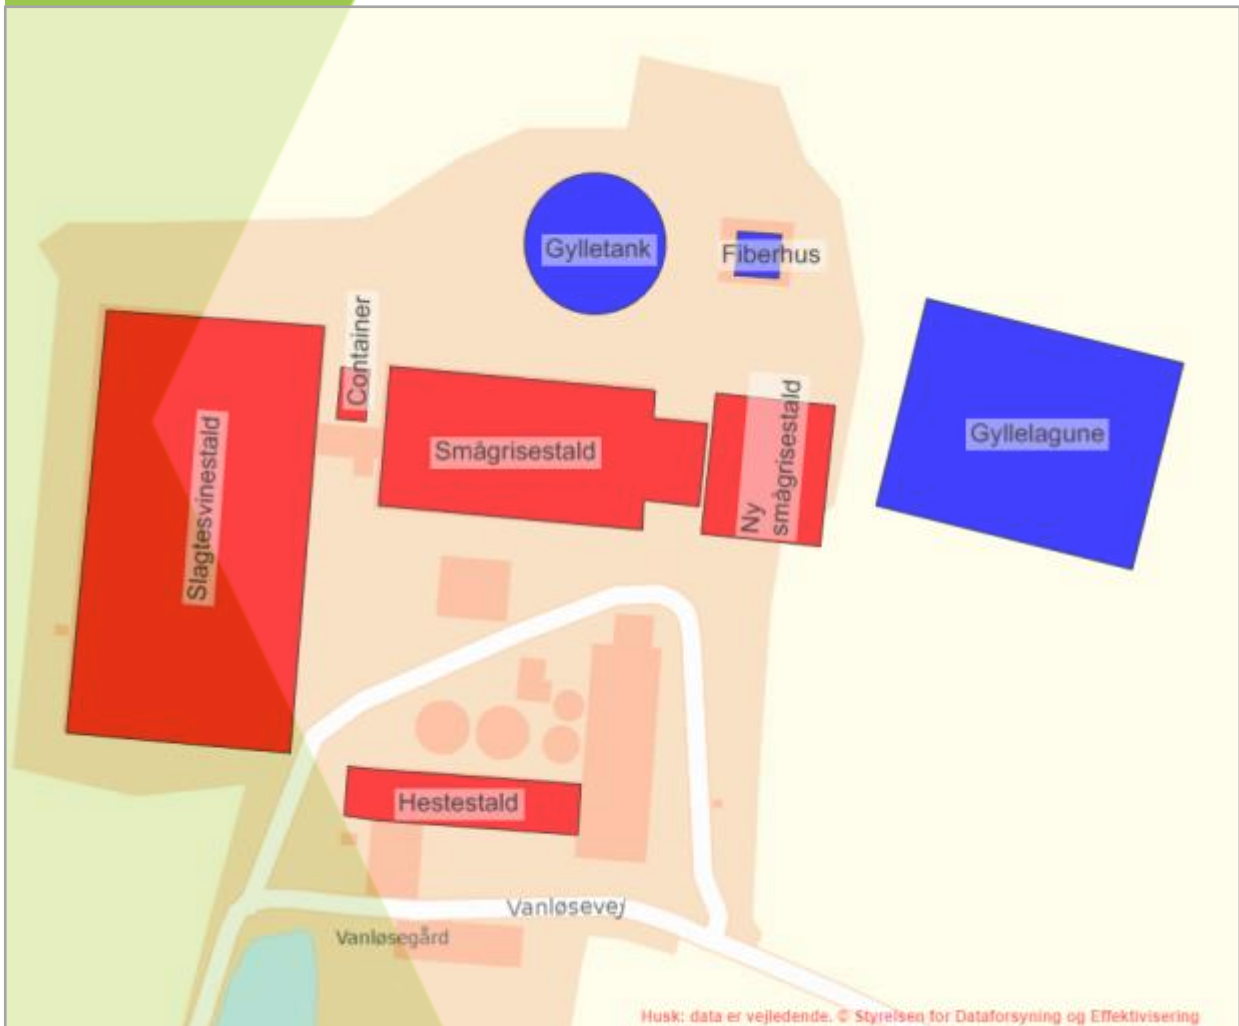 Gylletank
Fiberhus
Container
Gyllelagune
Smågrisestald
Ny
smågrisestald
Slagtesvinestald
Hestestald
Vanløsevej
Vanløsegård
Husk: data er vejledende. © Styrelsen for Dataforsyning og Effektivisering